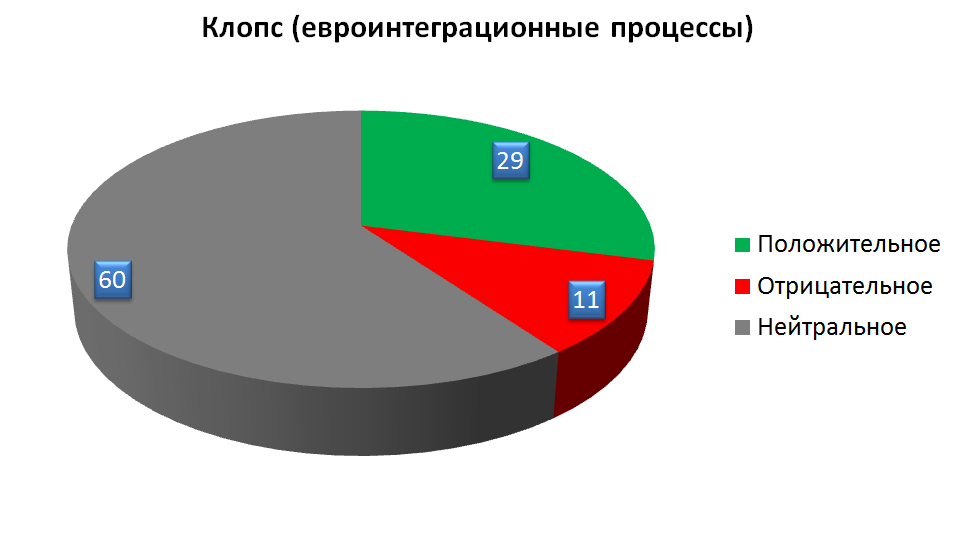 Клопс (евроинтеграционные процессы)
29
11
60
Положительное
Отрицательное
Нейтральное